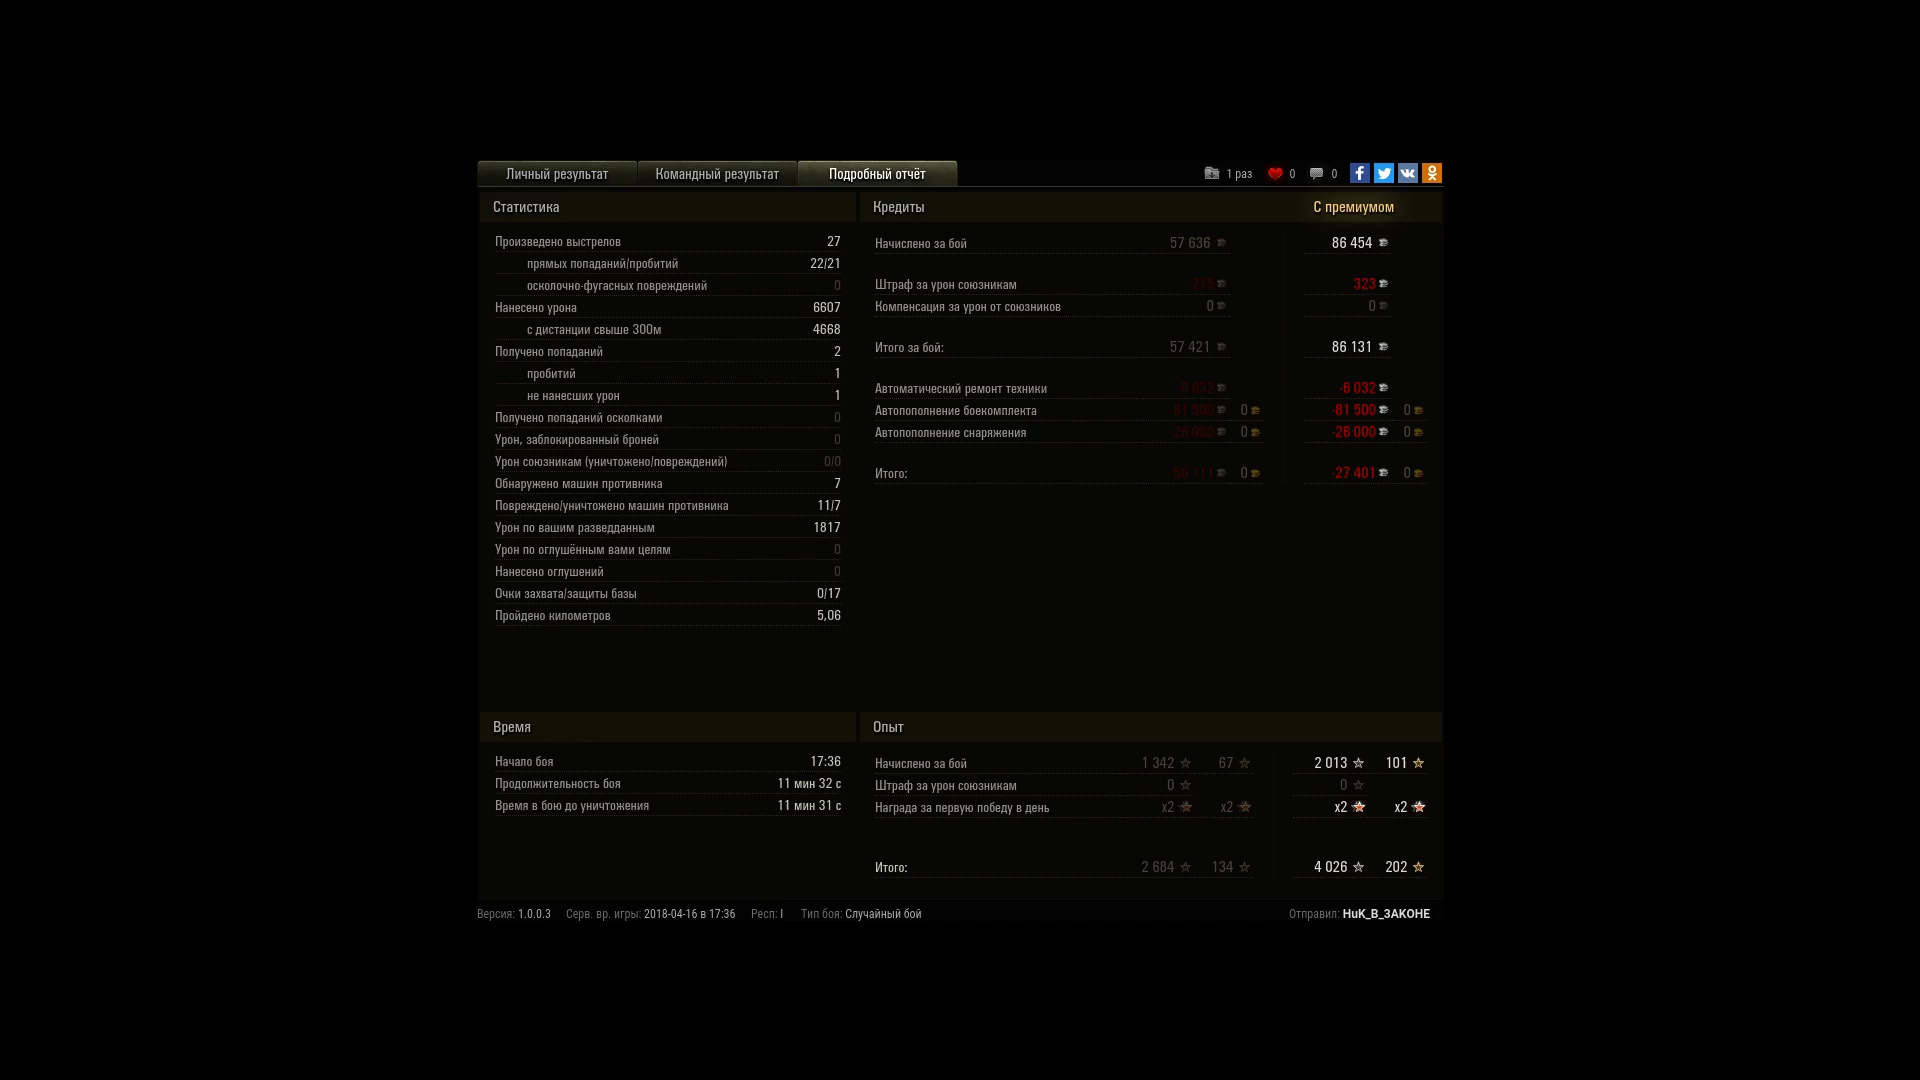 Личный результат Командный результат Подробный отчёт 1 раз 0 0
Статистика
Произведено выстрелов 27
прямых попаданий/пробитий 22/21
осколочно-фугасных повреждений 0
Нанесено урона 6607
с дистанции свыше 300м 4668
Получено попаданий 2
пробитий 1
не нанесших урон 1
Получено попаданий осколками 0
Урон, заблокированный броней 0
Урон союзникам (уничтожено/повреждений) 0/0
Обнаружено машин противника 7
Повреждено/уничтожено машин противника 11/7
Урон по вашим разведданным 1817
Урон по оглушённым вами целям 0
Нанесено оглушений 0
Очки захвата/защиты базы 0/17
Пройдено километров 5,06
Кредиты С премиумом
Начислено за бой 57 636 86 454
Штраф за урон союзникам 215 323
Компенсация за урон от союзников 0 0
Итого за бой: 57 421 86 131
Автоматический ремонт техники -6 032 -6 032
Автопополнение боекомплекта -81 500 0 -81 500 0
Автопополнение снаряжения -26 000 0 -26 000 0
Итого: -56 111 0 -27 401 0
Время
Начало боя 17:36
Продолжительность боя 11 мин 32 с
Время в бою до уничтожения 11 мин 31 с
Опыт
Начислено за бой 1 342 67 2 013 101
Штраф за урон союзникам 0 0
Награда за первую победу в день x2 x2 x2 x2
Итого: 2 684 134 4 026 202
Версия: 1.0.0.3 Серв. вр. игры: 2018-04-16 в 17:36 Респ: I Тип боя: Случайный бой Отправил: HuK_B_3AKOHE